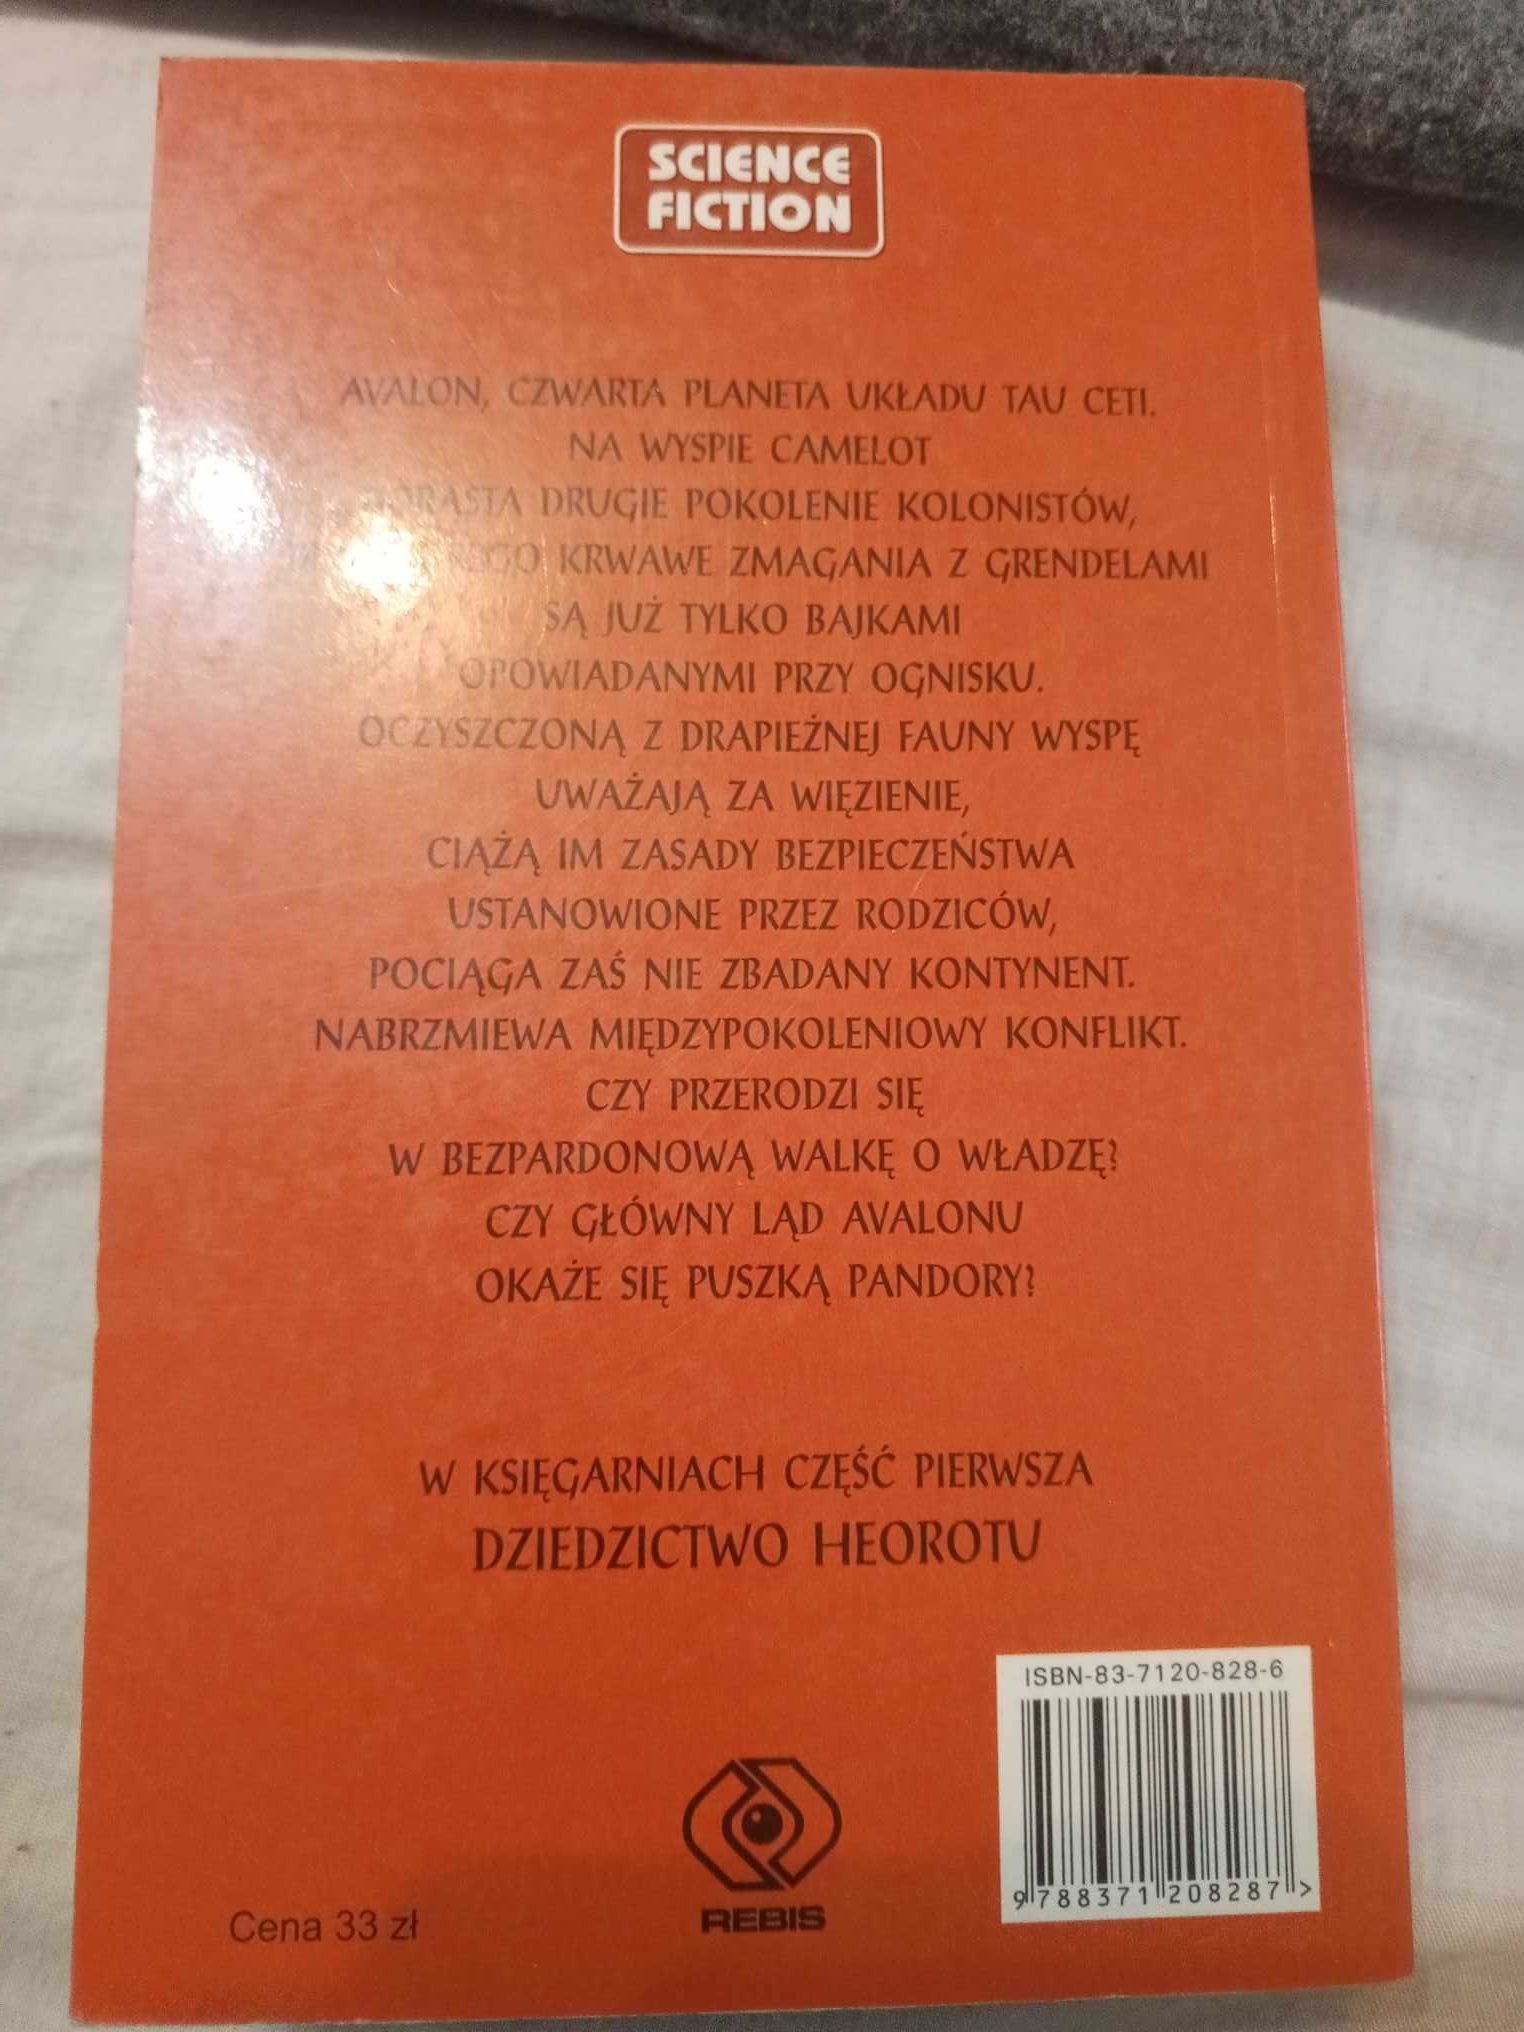 SCIENCE
FICTION
AVALON, CZWARTA PLANETA UKŁADU TAU CETI.
NA WYSPIE CAMELOT
DRUGIE POKOLENIE KOLONISTÓW,
KRWAWE ZMAGANIA Z GRENDELAMI
SĄ JUŻ TYLKO BAJKAMI
OPOWIADANYMI PRZY OGNISKU.
OCZYSZCZONĄ Z DRAPIEŻNEJ FAUNY WYSPĘ
UWAŻAJĄ ZA WIĘZIENIE,
CIĄŻĄ IM ZASADY BEZPIECZEŃSTWA
USTANOWIONE PRZEZ RODZICÓW,
POCIĄGA ZAŚ NIE ZBADANY KONTYNENT.
NABRZMIEWA MIĘDZYPOKOLENIOWY KONFLIKT.
CZY PRZERODZI SIĘ
W BEZPARDONOWĄ WALKĘ O WŁADZĘ?
CZY GŁÓWNY LĄD AVALONU
OKAŻE SIĘ PUSZKĄ PANDORY?
W KSIĘGARNIACH CZĘŚĆ PIERWSZA
DZIEDZICTWO HEOROTU
ISBN-83-7120-828-6
9 788371 208287 >
REBIS
Cena 33 zł